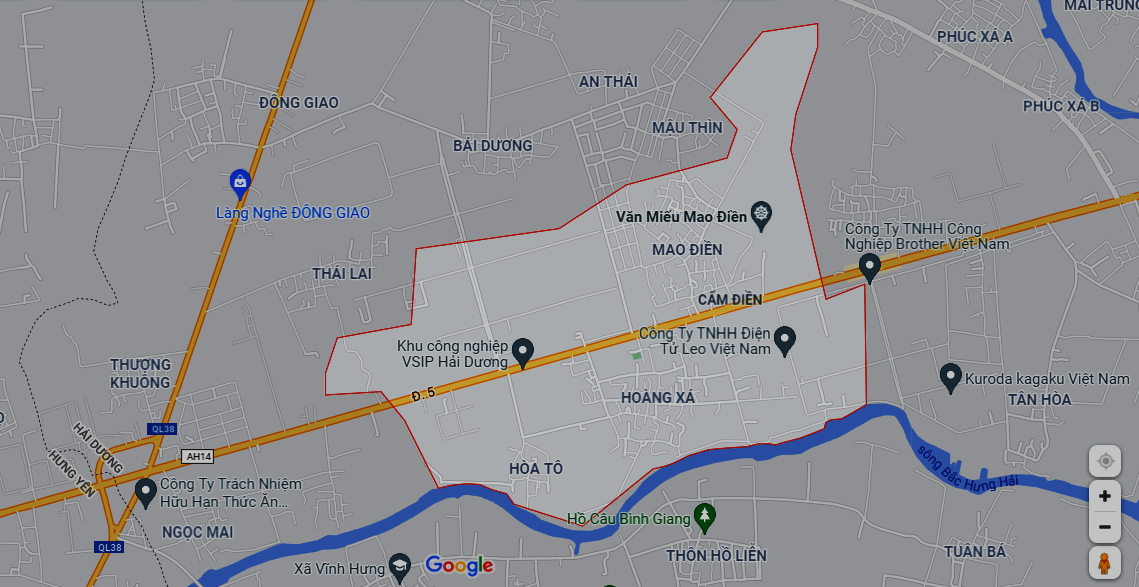 MAI TRUNG
PHÚC XÁ A
AN THÁI
ĐÔNG GIAO
PHÚC XÁ B
MẬU THÌN
BÁI DƯƠNG
Làng Nghề ĐÔNG GIAO
Văn Miếu Mao Điền
Công Ty TNHH Công
Nghiệp Brother Việt Nam
MAO ĐIỀN
THÁI LAI
CẨM ĐIỀN
Công Ty TNHH Điện
Tử Leo Việt Nam
Khu công nghiệp
VSIP Hải Dương
THƯƠNG
KHUÔNG
Kuroda kagaku Việt Nam
Đ. 5
HOÀNG XÁ
TÂN HÒA
QL38
HẢI DƯƠNG
HƯNG YÊN
AH14
HÒA TÔ
sông Bắc Hưng Hải
Công Ty Trách Nhiệm
Hữu Hạn Thức Ăn...
Hồ Câu Bình Giang
NGỌC MAI
QL38
THÔN HỒ LIỄN
TUẤN BÁ
Xã Vĩnh Hưng
Google